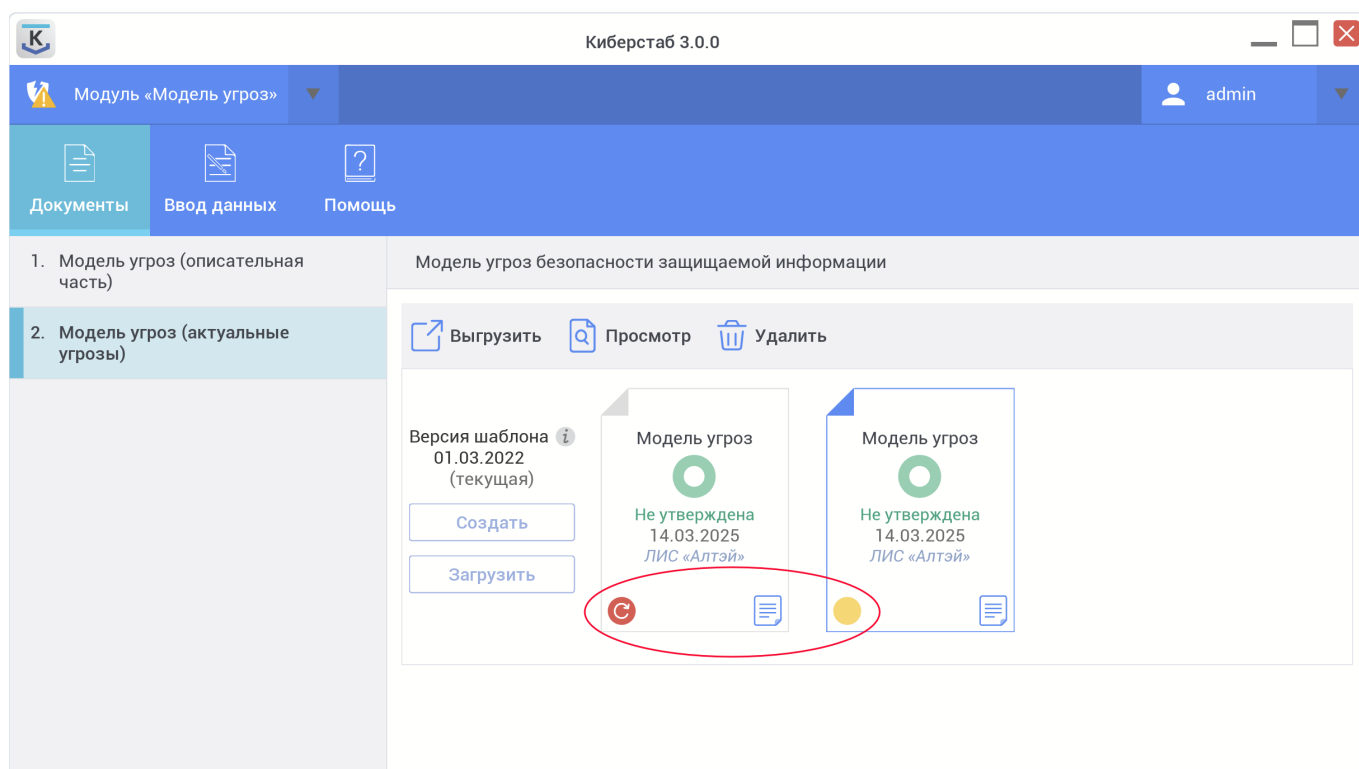 K
Киберстаб 3.0.0
Модуль «Модель угроз»
admin
Документы
Ввод данных
?
Помощь
1. Модель угроз (описательная
часть)
2. Модель угроз (актуальные
угрозы)
Модель угроз безопасности защищаемой информации
Выгрузить
Просмотр
Удалить
Версия шаблона i
01.03.2022
(текущая)
Создать
Загрузить
Модель угроз
Не утверждена
14.03.2025
ЛИС «Алтэй»
Модель угроз
Не утверждена
14.03.2025
ЛИС «Алтэй»